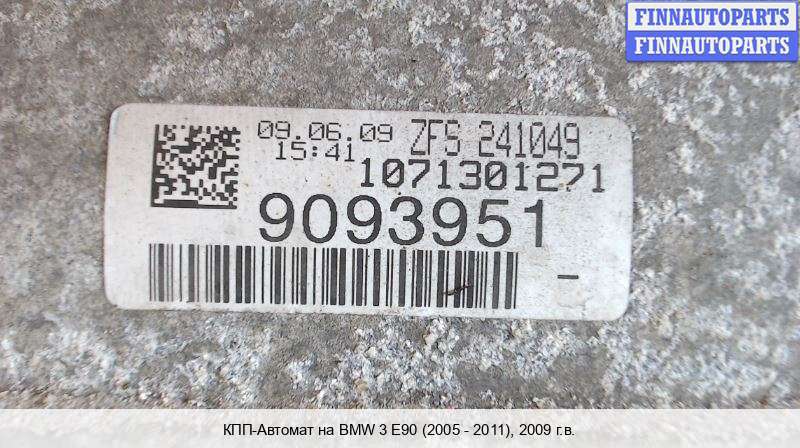 FINNAUTOPARTS
FINNAUTOPARTS
09.06.09 ZFS 241049
15:41
1071301271
9093951
-
КПП-Автомат на BMW 3 E90 (2005 - 2011), 2009 г.в.